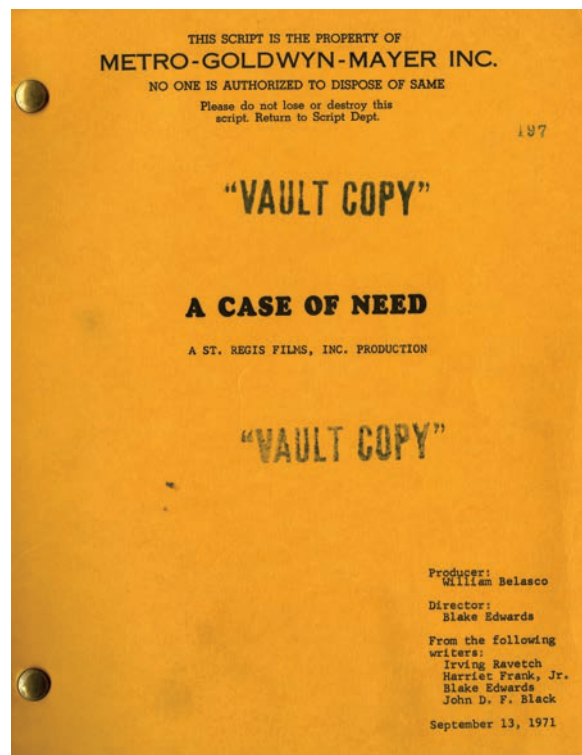 THIS SCRIPT IS THE PROPERTY OF
METRO-GOLDWYN-MAYER INC.
NO ONE IS AUTHORIZED TO DISPOSE OF SAME
Please do not lose or destroy this
script. Return to Script Dept.
197
"VAULT COPY"
A CASE OF NEED
A ST. REGIS FILMS, INC. PRODUCTION
"VAULT COPY"
Producer:
William Belasco
Director:
Blake Edwards
From the following
writers:
Irving Ravetch
Harriet Frank, Jr.
Blake Edwards
John D. F. Black
September 13, 1971